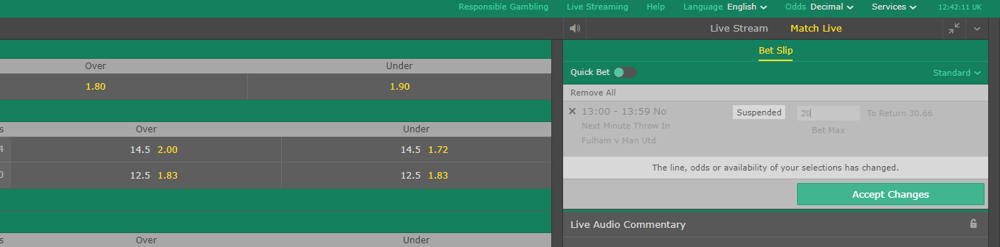 Responsible Gambling Live Streaming Help Language English Odds Decimal Services 12:42:11 UK
Live Stream Match Live
Bet Slip
Over Under
Quick Bet Standard
1.80 1.90
Remove All
13:00 - 13:59 No Suspended 20 To Return 30.66
Next Minute Throw In Bet Max
Fulham v Man Utd
s Over Under
4 14.5 2.00 14.5 1.72
The line, odds or availability of your selections has changed.
0 12.5 1.83 12.5 1.83
Accept Changes
Live Audio Commentary
s Over Under